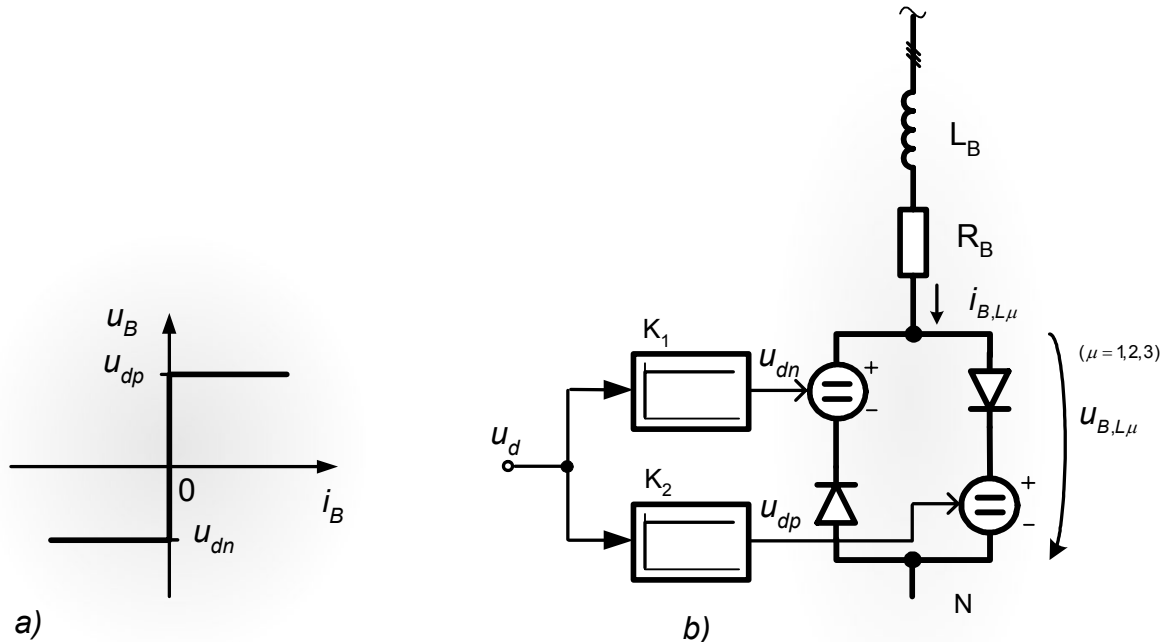 u_B
u_dp
0
i_B
u_dn
a)
L_B
R_B
i_B,Lμ
K_1
u_dn
+
(μ = 1,2,3)
−
u_B,Lμ
u_d
K_2
u_dp
+
−
N
b)